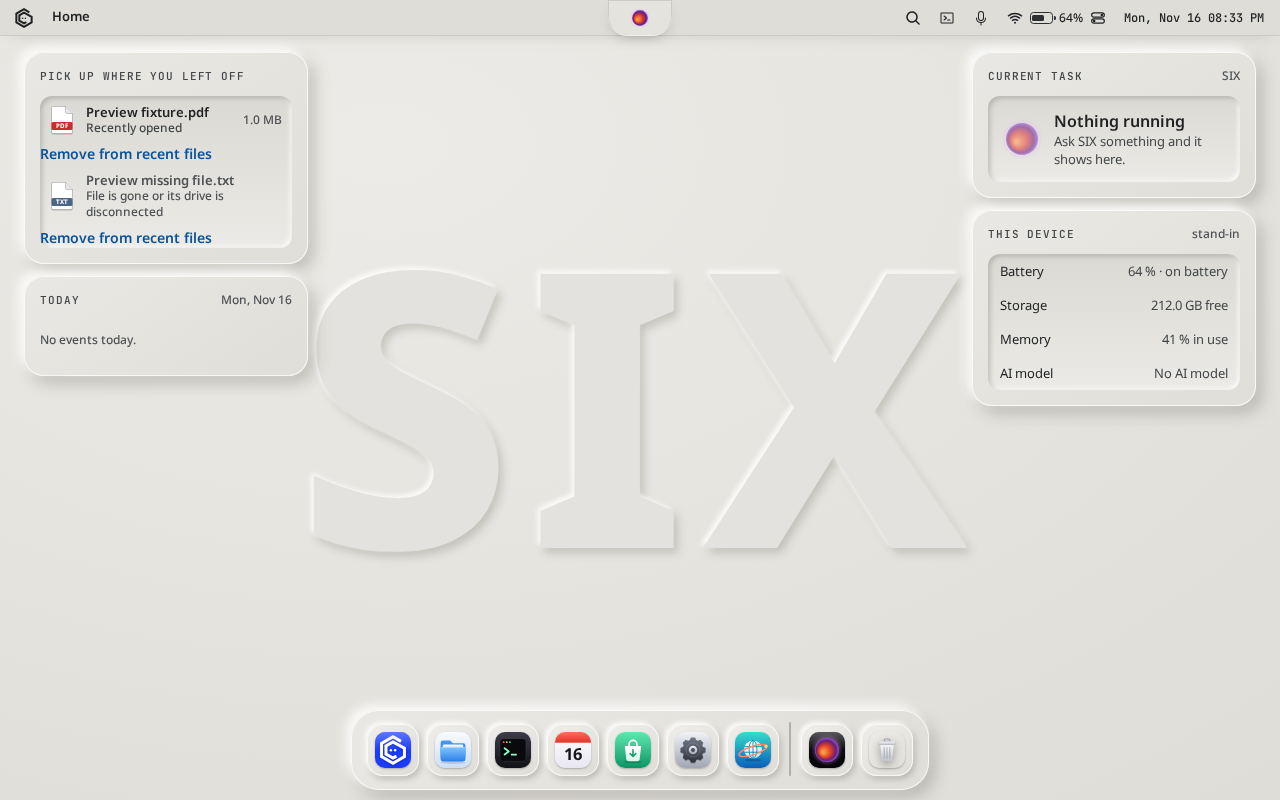 Home
64%
Mon, Nov 16 08:33 PM
PICK UP WHERE YOU LEFT OFF
Preview fixture.pdf
Recently opened
1.0 MB
PDF
Remove from recent files
Preview missing file.txt
File is gone or its drive is
disconnected
TXT
Remove from recent files
TODAY
Mon, Nov 16
No events today.
SIX
CURRENT TASK
SIX
Nothing running
Ask SIX something and it
shows here.
THIS DEVICE
stand-in
Battery
64 % · on battery
Storage
212.0 GB free
Memory
41 % in use
AI model
No AI model
16